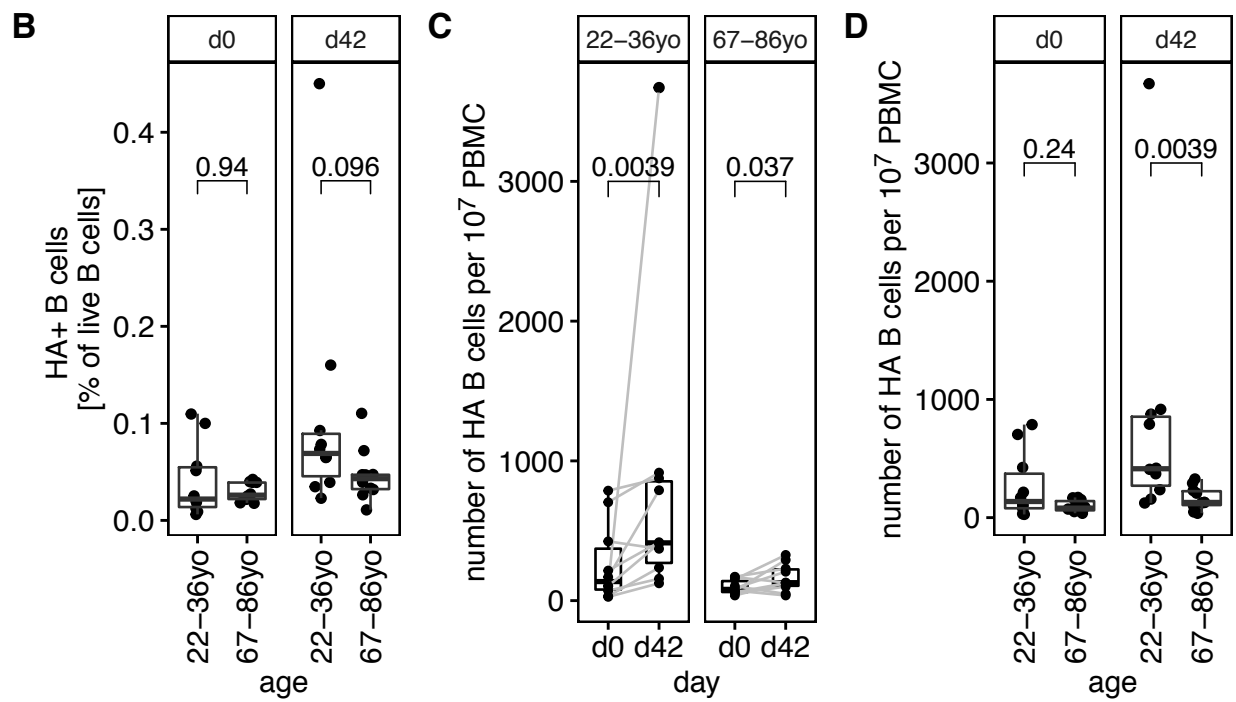 B
d0
d42
HA+ B cells
[% of live B cells]
0.4
0.3
0.2
0.1
0.0
0.94
0.096
22–36yo
67–86yo
22–36yo
67–86yo
age
C
22–36yo
67–86yo
number of HA B cells per 10⁷ PBMC
3000
2000
1000
0
0.0039
0.037
d0
d42
d0
d42
day
D
d0
d42
number of HA B cells per 10⁷ PBMC
3000
2000
1000
0
0.24
0.0039
22–36yo
67–86yo
22–36yo
67–86yo
age